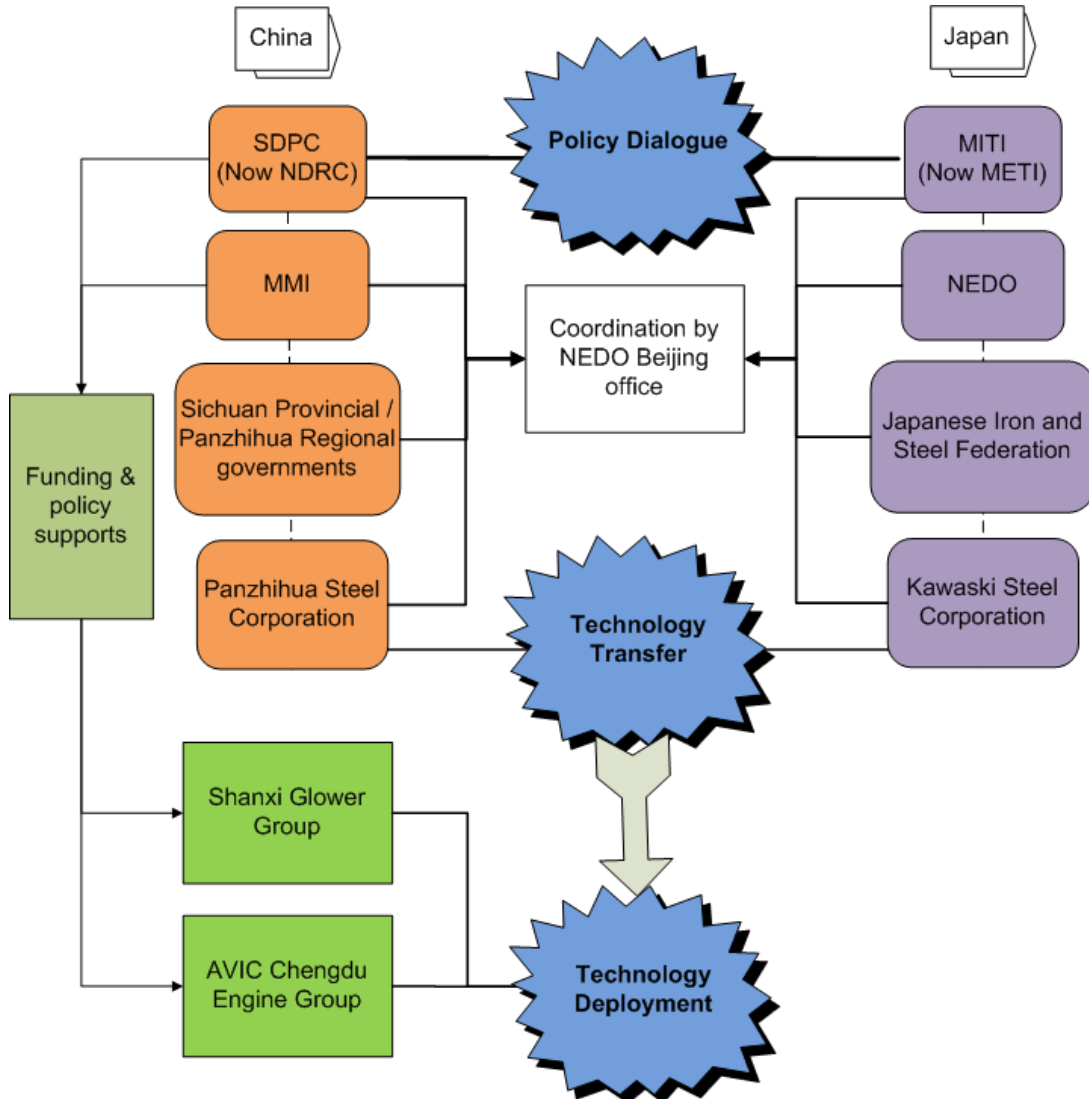 China
Japan
SDPC
(Now NDRC)
Policy Dialogue
MITI
(Now METI)
MMI
NEDO
Coordination by
NEDO Beijing
office
Sichuan Provincial /
Panzhihua Regional
governments
Japanese Iron and
Steel Federation
Funding &
policy
supports
Panzhihua Steel
Corporation
Technology
Transfer
Kawaski Steel
Corporation
Shanxi Glower
Group
AVIC Chengdu
Engine Group
Technology
Deployment